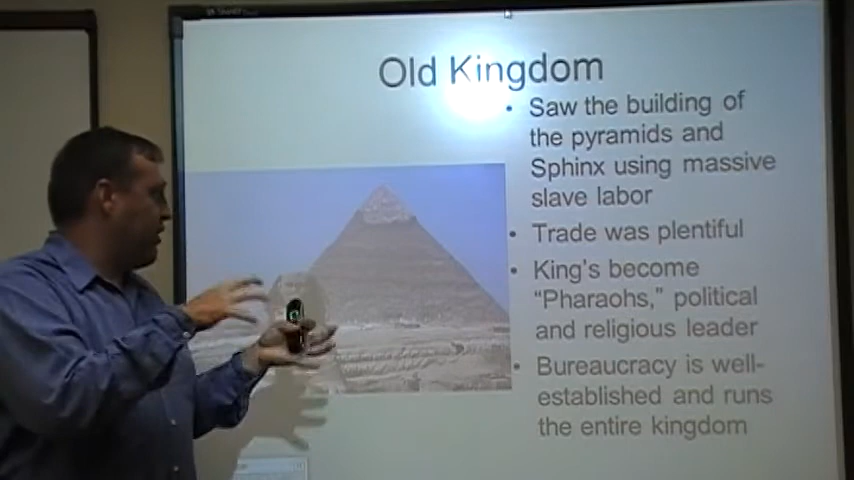 Old Kingdom
• Saw the building of
the pyramids and
Sphinx using massive
slave labor
• Trade was plentiful
• King's become
“Pharaohs,” political
and religious leader
• Bureaucracy is well-
established and runs
the entire kingdom